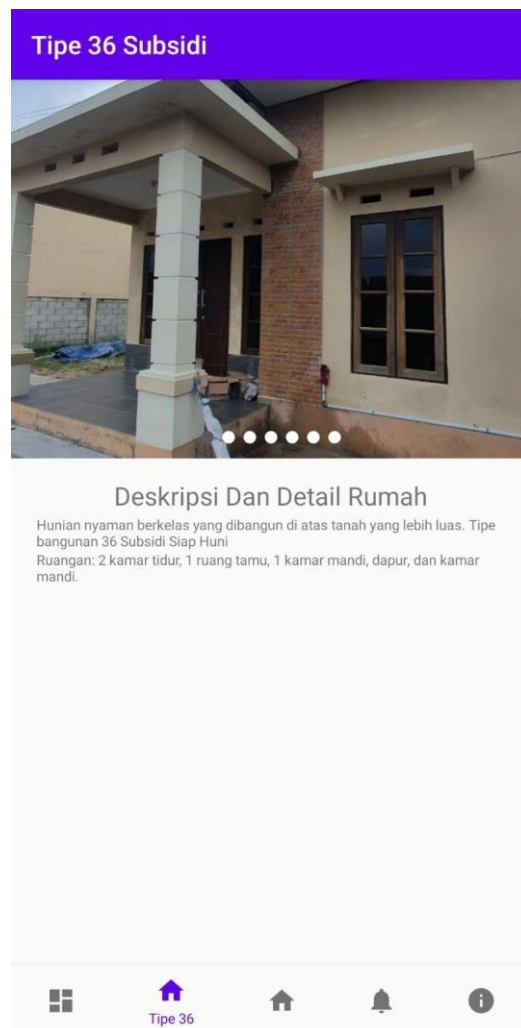 Tipe 36 Subsidi
Deskripsi Dan Detail Rumah
Hunian nyaman berkelas yang dibangun di atas tanah yang lebih luas. Tipe
bangunan 36 Subsidi Siap Huni
Ruangan: 2 kamar tidur, 1 ruang tamu, 1 kamar mandi, dapur, dan kamar
mandi.
Tipe 36